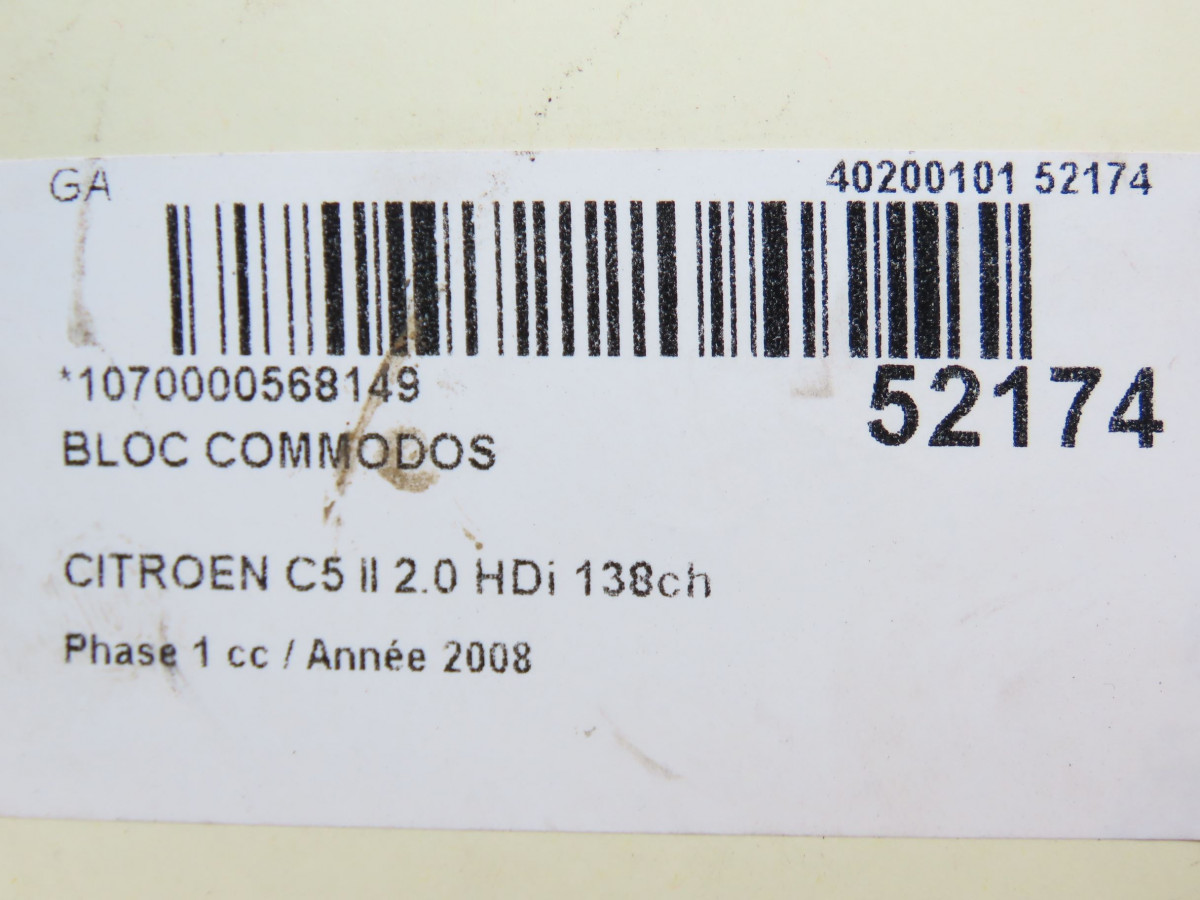 GA 40200101 52174
*1070000568149
52174
BLOC COMMODOS
CITROEN C5 II 2.0 HDi 138ch
Phase 1 cc / Année 2008